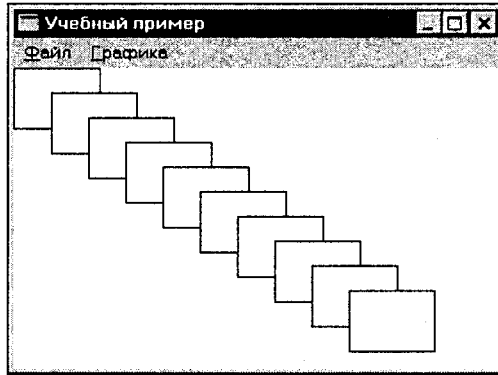 Учебный пример
Файл Графика